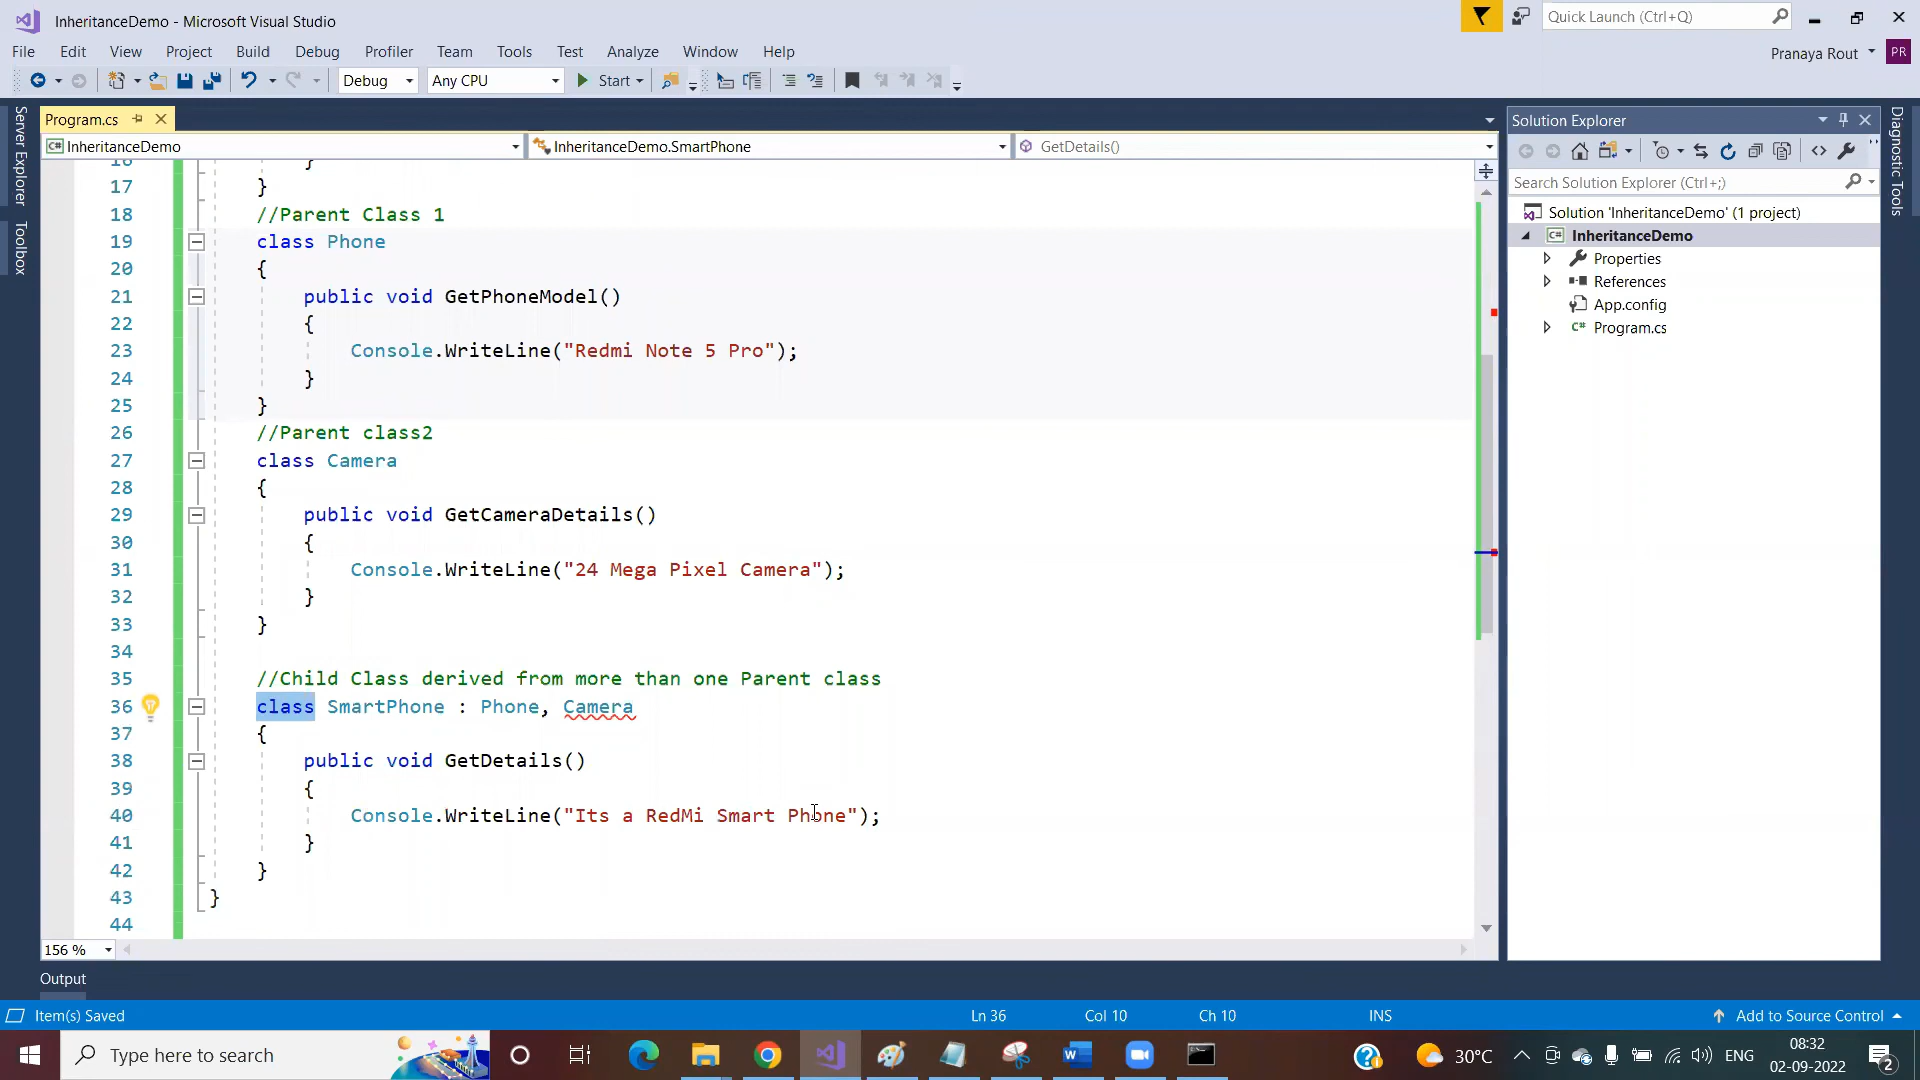 InheritanceDemo - Microsoft Visual Studio
Quick Launch (Ctrl+Q)
File Edit View Project Build Debug Profiler Team Tools Test Analyze Window Help
Pranaya Rout PR
Debug Any CPU Start
Program.cs
InheritanceDemo InheritanceDemo.SmartPhone GetDetails()
Server Explorer
Toolbox
16 }
17 }
18 //Parent Class 1
19 class Phone
20 {
21 public void GetPhoneModel()
22 {
23 Console.WriteLine("Redmi Note 5 Pro");
24 }
25 }
26 //Parent class2
27 class Camera
28 {
29 public void GetCameraDetails()
30 {
31 Console.WriteLine("24 Mega Pixel Camera");
32 }
33 }
34
35 //Child Class derived from more than one Parent class
36 class SmartPhone : Phone, Camera
37 {
38 public void GetDetails()
39 {
40 Console.WriteLine("Its a RedMi Smart Phone");
41 }
42 }
43 }
44
156 %
Solution Explorer
Search Solution Explorer (Ctrl+;)
Solution 'InheritanceDemo' (1 project)
C# InheritanceDemo
Properties
References
App.config
C# Program.cs
Diagnostic Tools
Output
Item(s) Saved Ln 36 Col 10 Ch 10 INS Add to Source Control
Type here to search
30°C ENG 08:32
02-09-2022 2